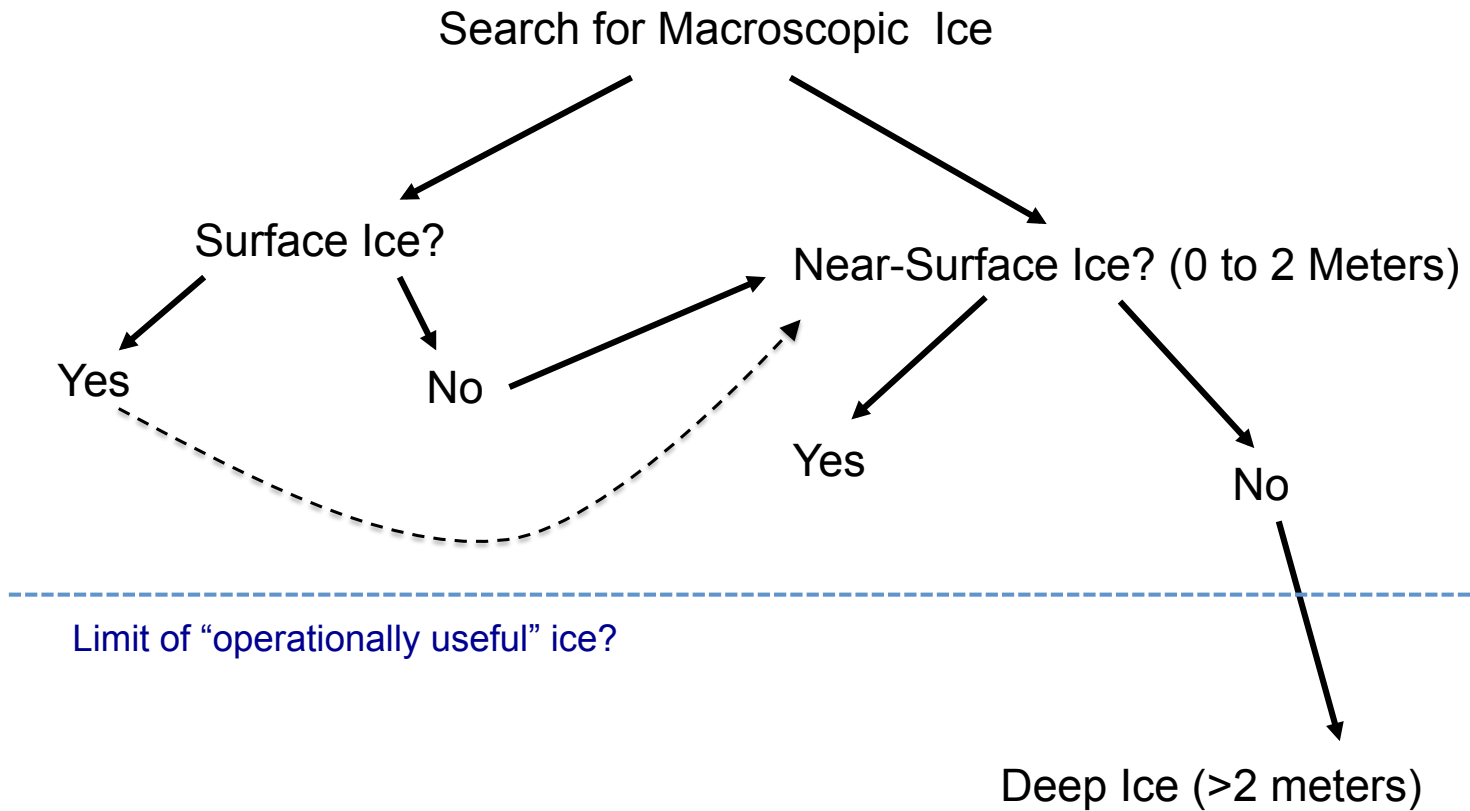 Search for Macroscopic Ice
Surface Ice?
Near-Surface Ice? (0 to 2 Meters)
Yes
No
Yes
No
Limit of “operationally useful” ice?
Deep Ice (>2 meters)